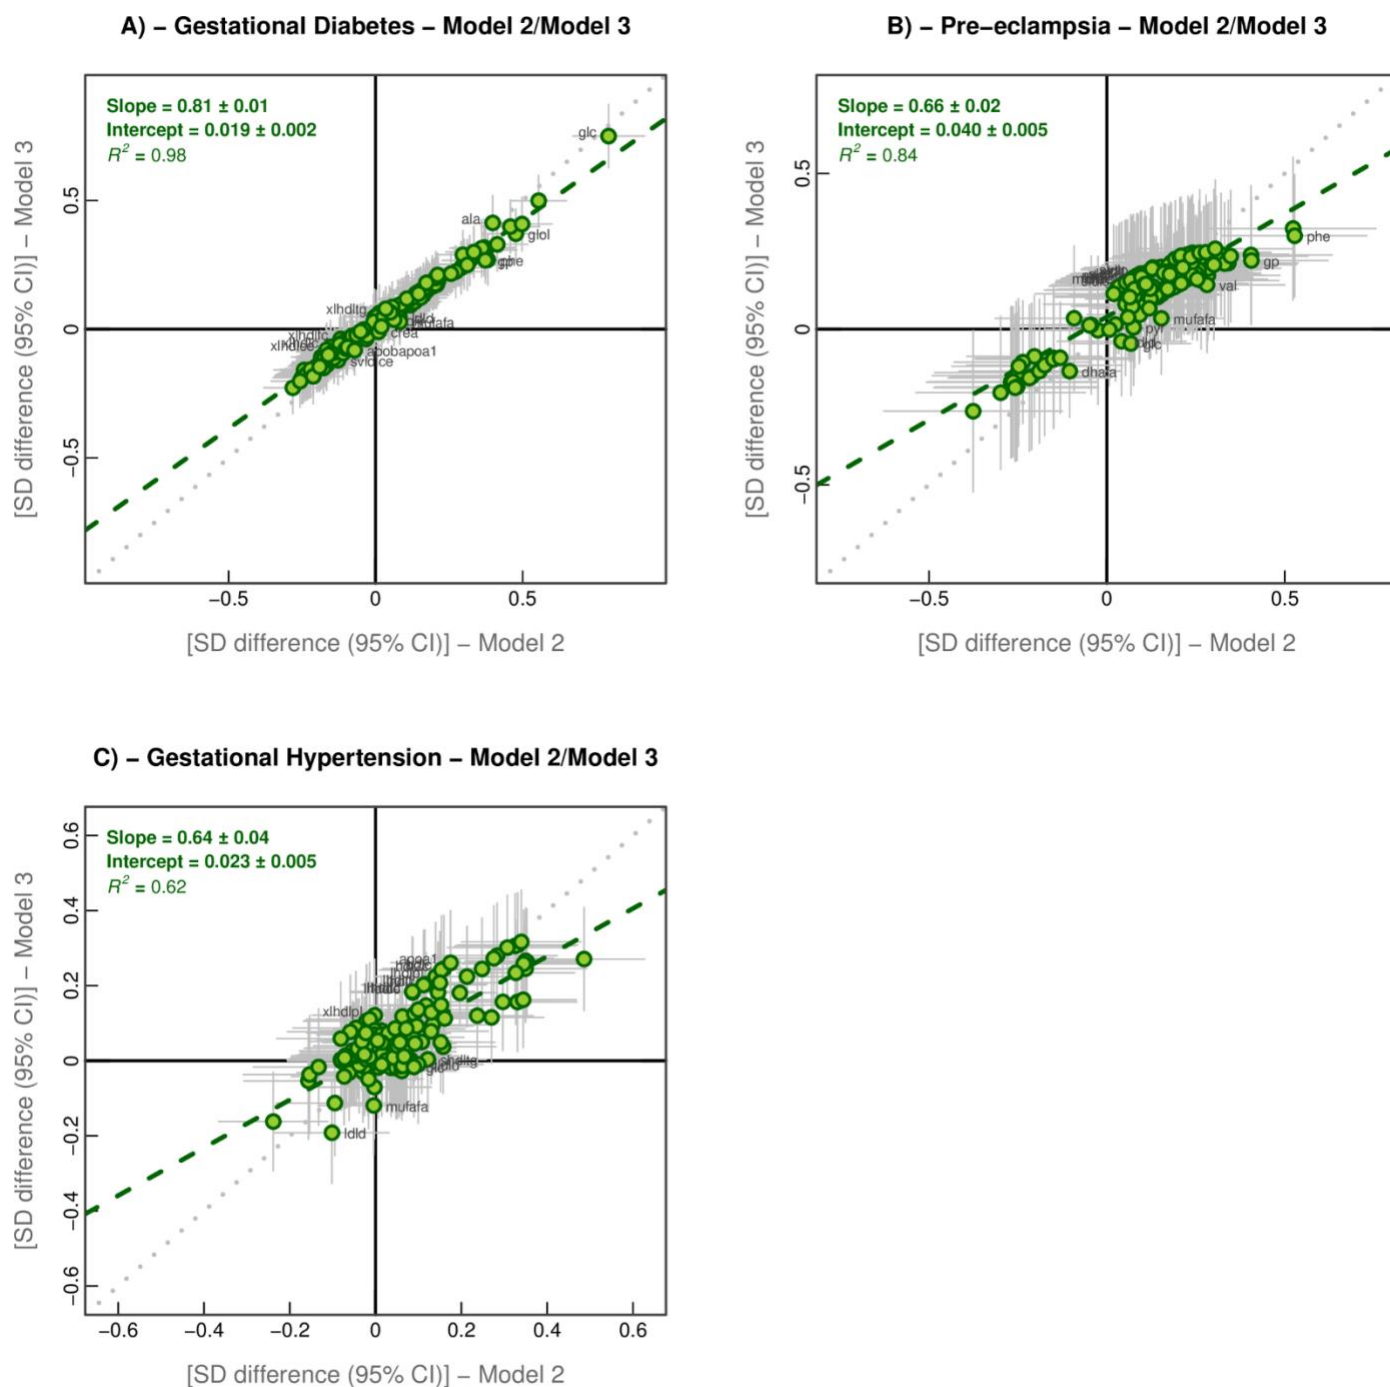 A) – Gestational Diabetes – Model 2/Model 3
Slope = 0.81 ± 0.01
Intercept = 0.019 ± 0.002
R² = 0.98
[SD difference (95% CI)] – Model 3
0.5
0
−0.5
glc
ala
glol
phe
xlhdltg
mufafa
crea
apobapoa1
svldlce
−0.5
0
0.5
[SD difference (95% CI)] – Model 2
B) – Pre−eclampsia – Model 2/Model 3
Slope = 0.66 ± 0.02
Intercept = 0.040 ± 0.005
R² = 0.84
[SD difference (95% CI)] – Model 3
0.5
0
−0.5
phe
gp
val
mufafa
pyr
glc
dhala
−0.5
0
0.5
[SD difference (95% CI)] – Model 2
C) – Gestational Hypertension – Model 2/Model 3
Slope = 0.64 ± 0.04
Intercept = 0.023 ± 0.005
R² = 0.62
[SD difference (95% CI)] – Model 3
0.6
0.4
0.2
0
−0.2
−0.4
−0.6
apoa1
xlhdlpl
shdltg
mufafa
ldld
−0.6
−0.4
−0.2
0
0.2
0.4
0.6
[SD difference (95% CI)] – Model 2